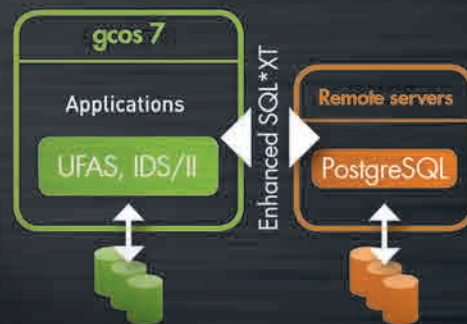 gcos 7
Applications
UFAS, IDS/II
Enhanced SQL*XT
Remote servers
PostgreSQL